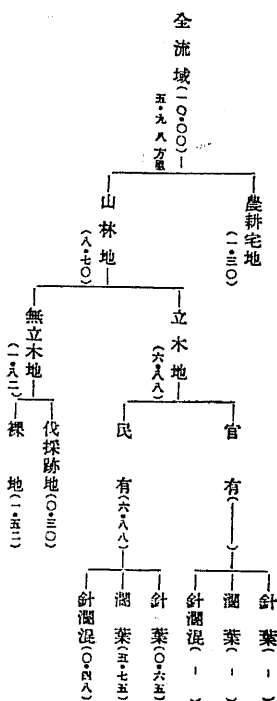 全流域(一〇・〇〇)
五・九八方里
農耕宅地(一・三〇)
山林地(八・七〇)
立木地(六・八八)
無立木地(一・八二)
官有(——)
民有(六・八八)
伐採跡地(〇・三〇)
裸地(一・五二)
針葉(-)
濶葉(-)
針濶混(-)
針葉(〇・六五)
濶葉(五・七五)
針濶混(〇・四八)